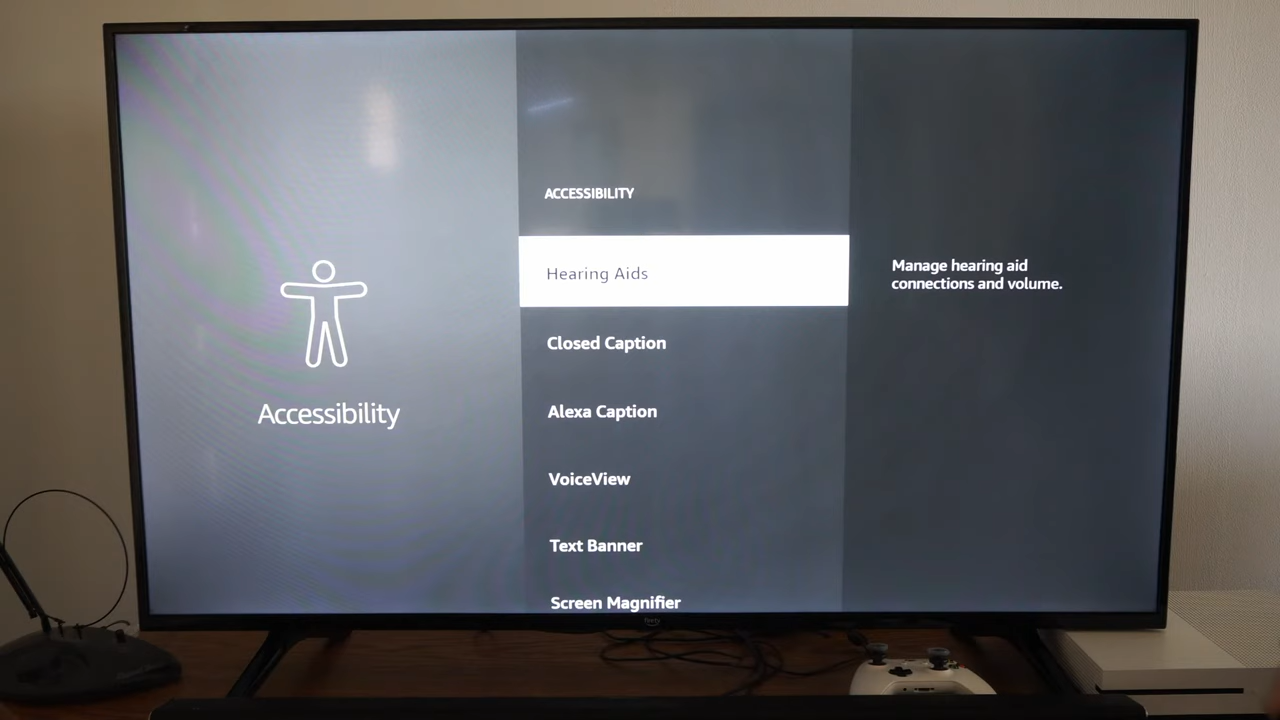 ACCESSIBILITY
Hearing Aids
Manage hearing aid
connections and volume.
Closed Caption
Accessibility
Alexa Caption
VoiceView
Text Banner
Screen Magnifier